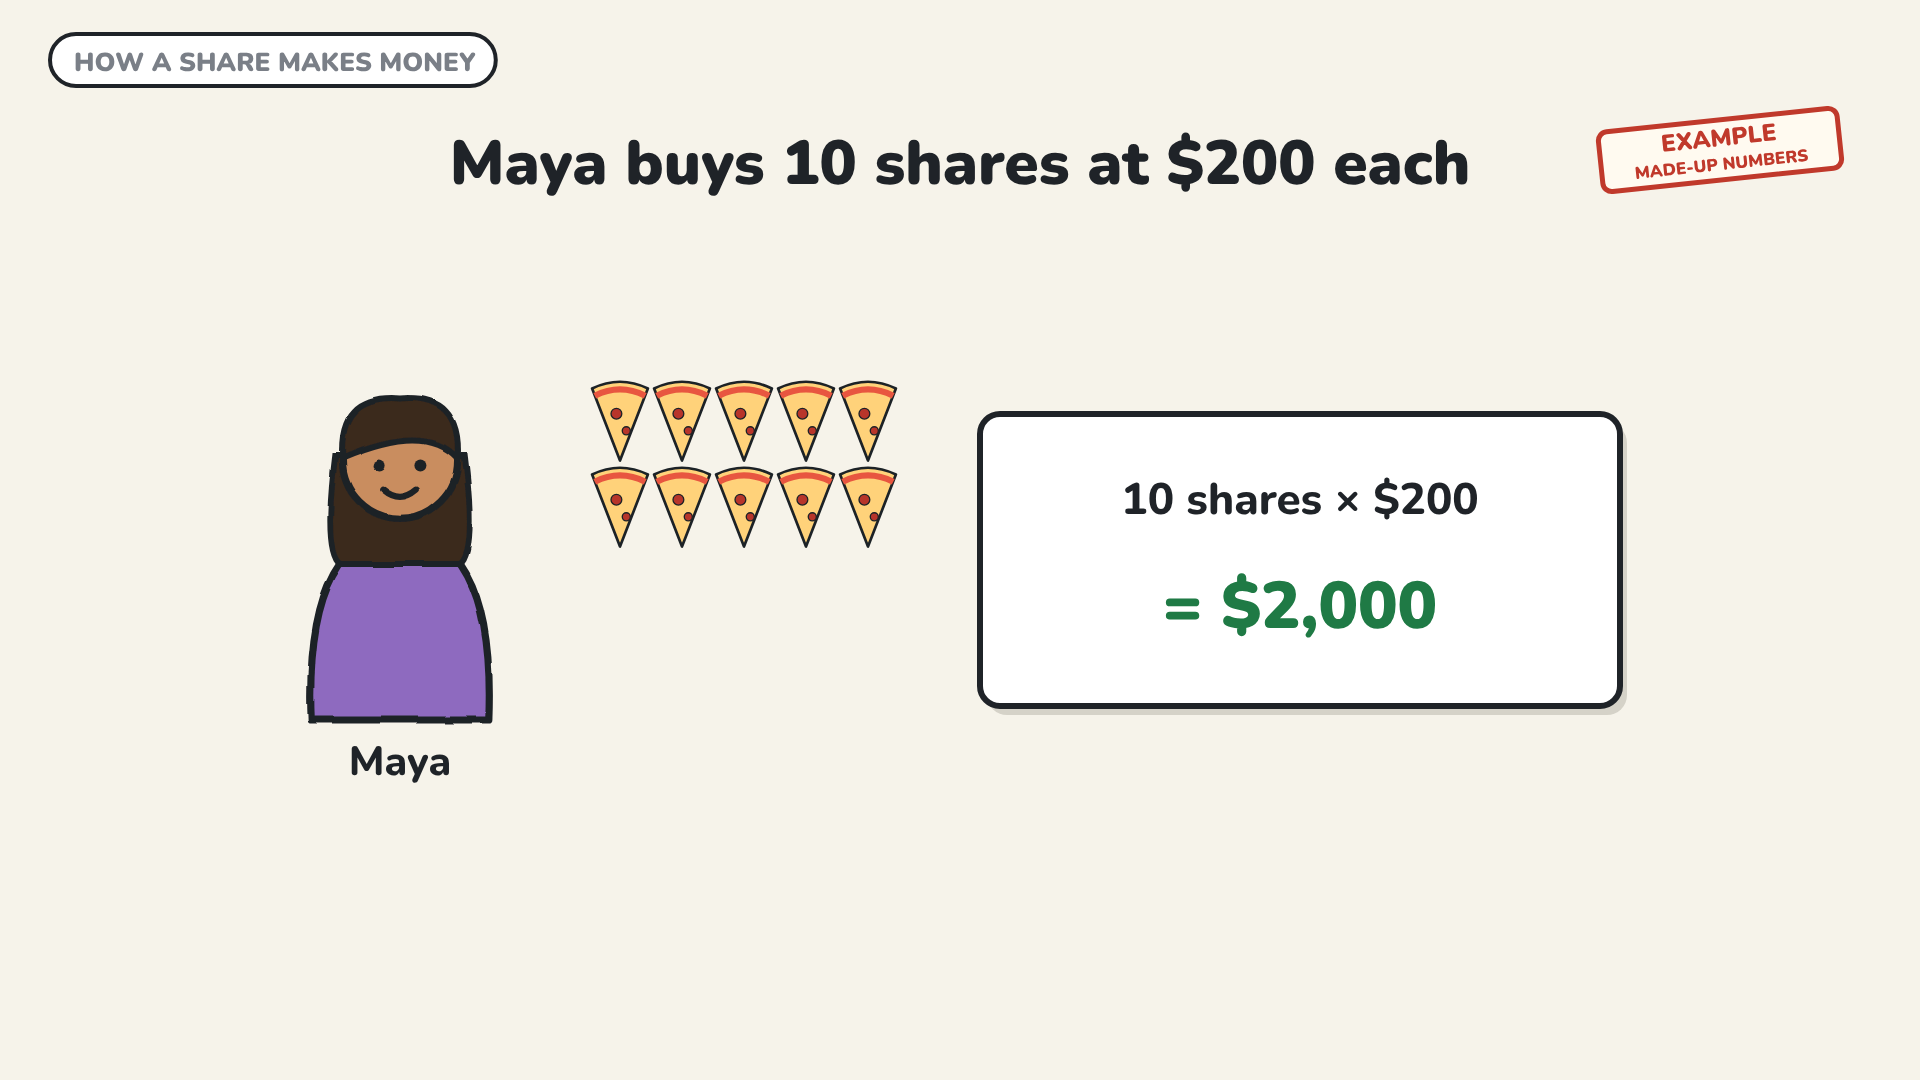 HOW A SHARE MAKES MONEY
Maya buys 10 shares at $200 each
EXAMPLE
MADE-UP NUMBERS
10 shares × $200
= $2,000
Maya